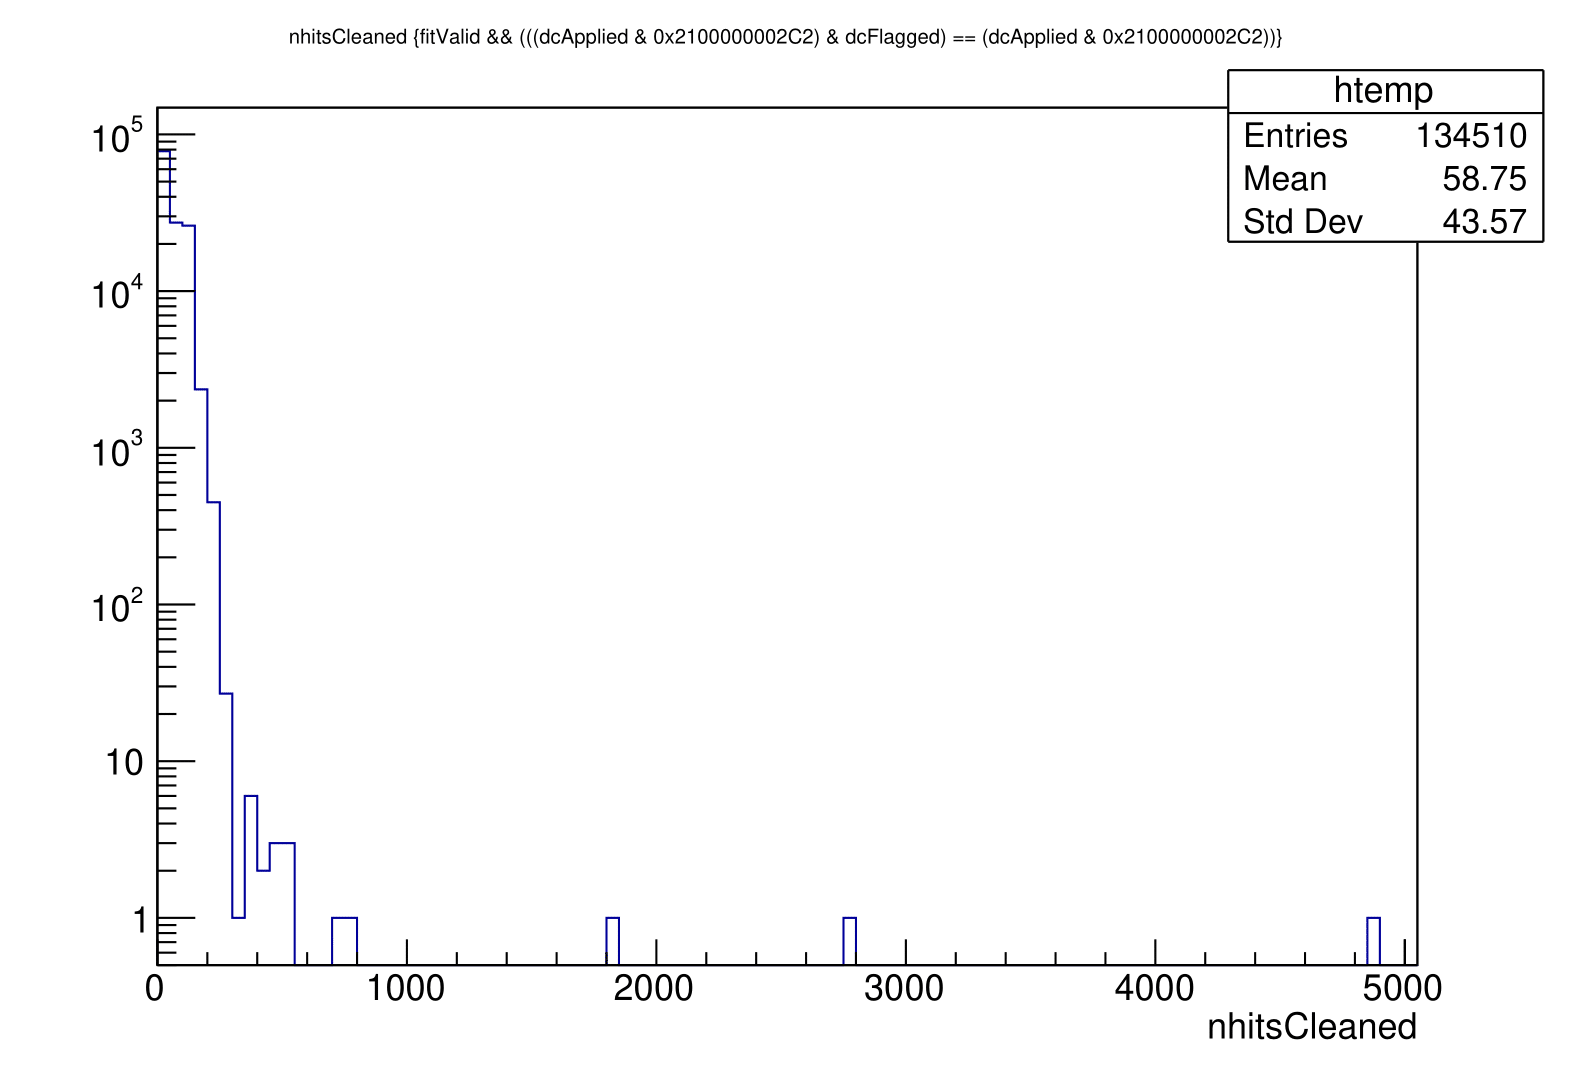 nhitsCleaned {fitValid && (((dcApplied & 0x2100000002C2) & dcFlagged) == (dcApplied & 0x2100000002C2))}
htemp
Entries 134510
Mean 58.75
Std Dev 43.57
10^5
10^4
10^3
10^2
10
1
0 1000 2000 3000 4000 5000
nhitsCleaned